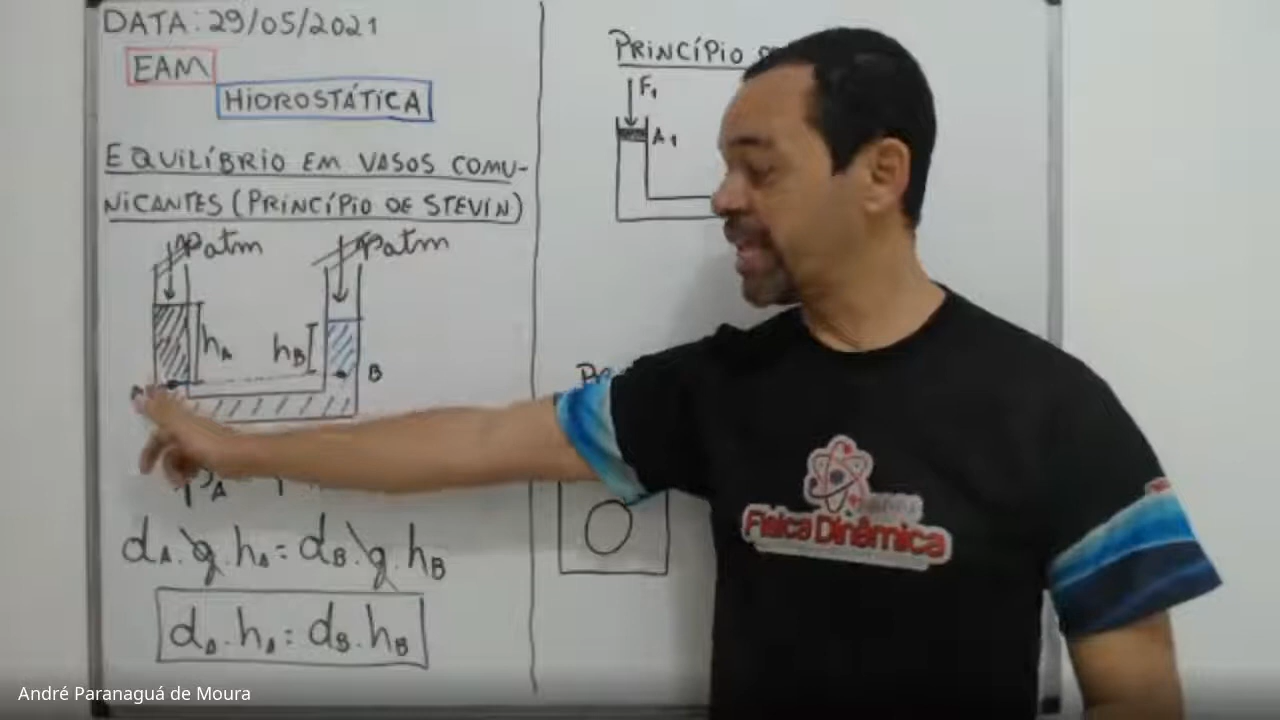 DATA: 29/05/2021
EAM
HIDROSTÁTICA
EQUILÍBRIO EM VASOS COMU-
NICANTES (PRINCÍPIO DE STEVIN)
Patm Patm
hA hB B
PA
dA.g.hA=dB.g.hB
dA.hA=dB.hB
PRINCÍPIO
F1
A1
Física Dinâmica
André Paranaguá de Moura